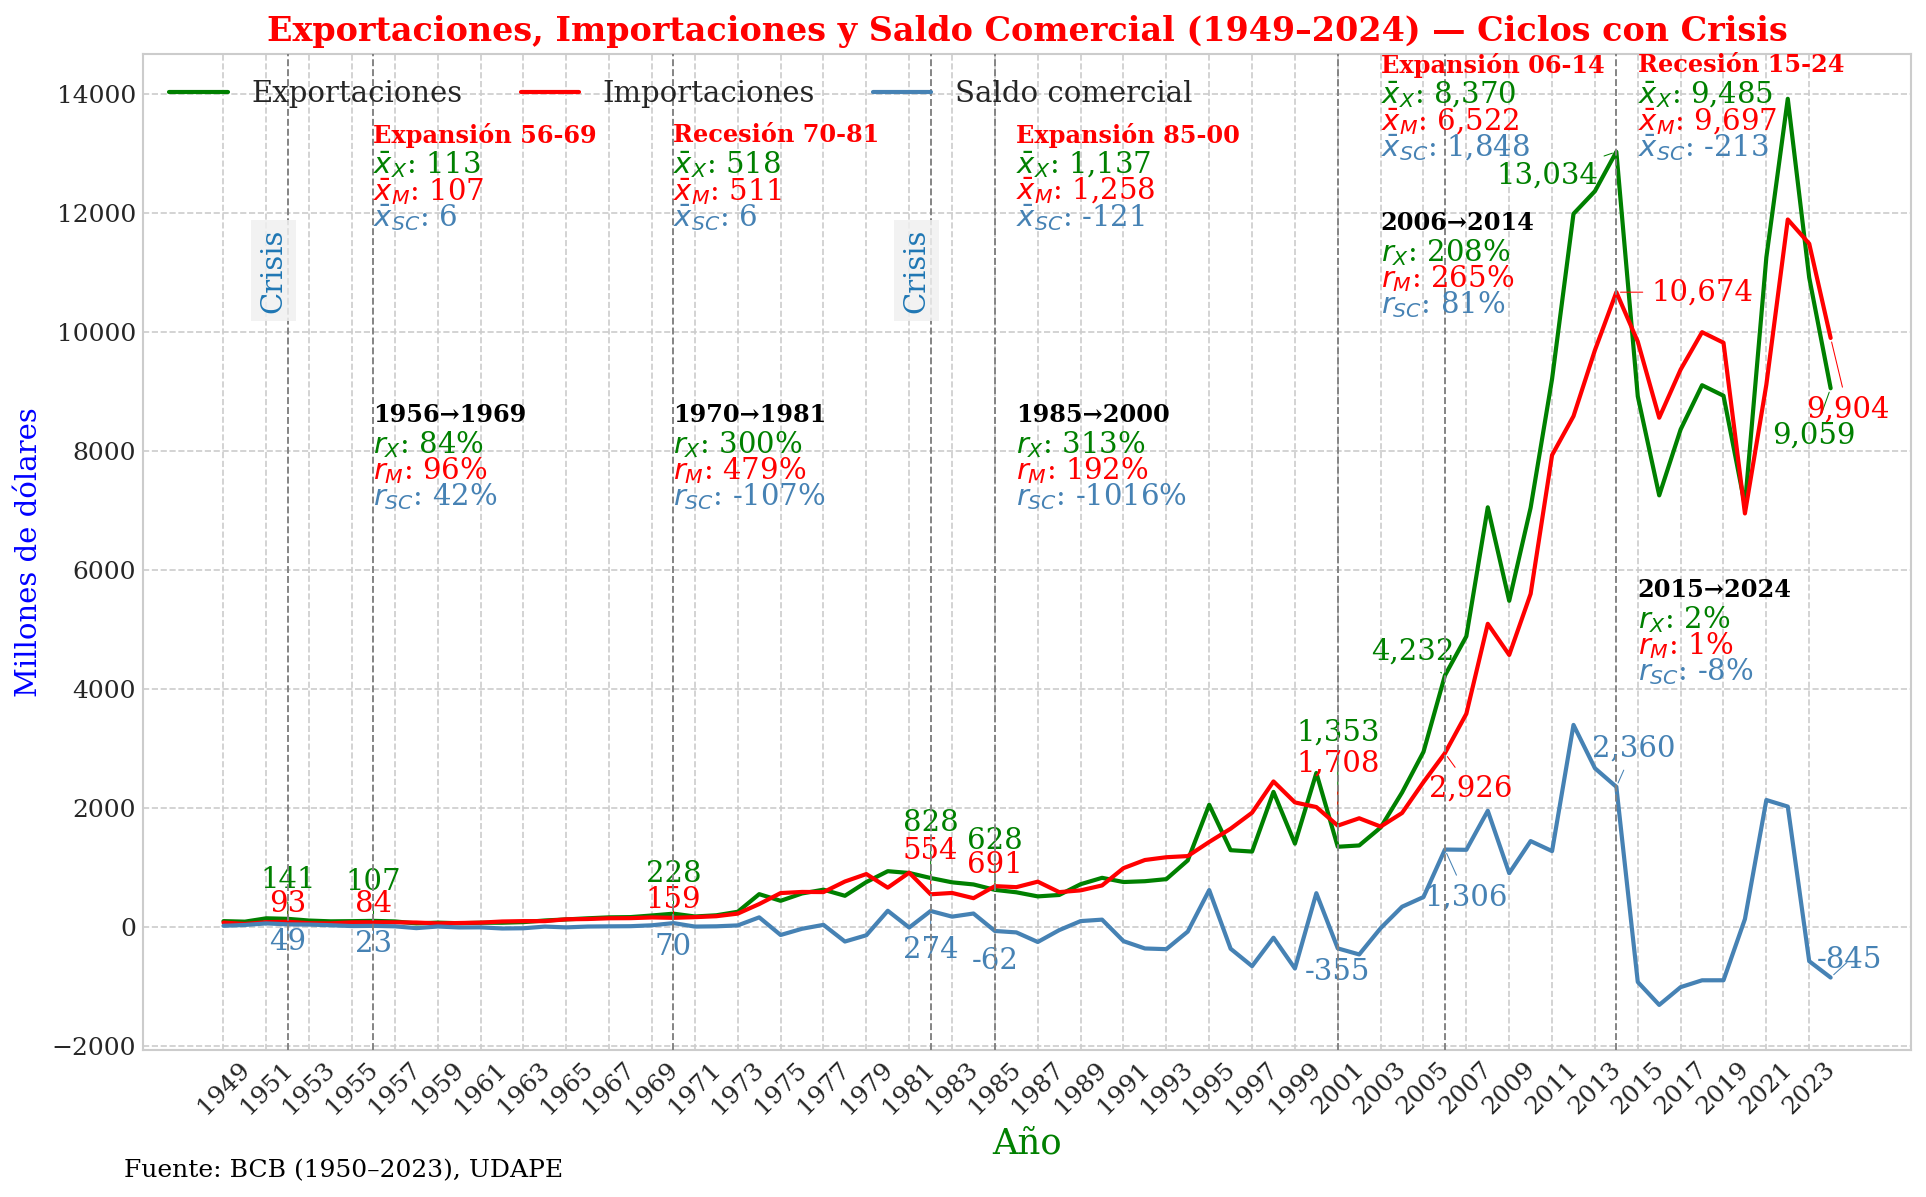 Exportaciones, Importaciones y Saldo Comercial (1949–2024) — Ciclos con Crisis
Exportaciones
Importaciones
Saldo comercial
Expansión 56-69
x̄X: 113
x̄M: 107
x̄SC: 6
Recesión 70-81
x̄X: 518
x̄M: 511
x̄SC: 6
Expansión 85-00
x̄X: 1,137
x̄M: 1,258
x̄SC: -121
Expansión 06-14
x̄X: 8,370
x̄M: 6,522
x̄SC: 1,848
Recesión 15-24
x̄X: 9,485
x̄M: 9,697
x̄SC: -213
Crisis
Crisis
1956→1969
rX: 84%
rM: 96%
rSC: 42%
1970→1981
rX: 300%
rM: 479%
rSC: -107%
1985→2000
rX: 313%
rM: 192%
rSC: -1016%
2006→2014
rX: 208%
rM: 265%
rSC: 81%
2015→2024
rX: 2%
rM: 1%
rSC: -8%
141
93
49
107
84
23
228
159
70
828
554
274
628
691
-62
1,353
1,708
-355
4,232
2,926
1,306
13,034
10,674
2,360
9,904
9,059
-845
Millones de dólares
14000
12000
10000
8000
6000
4000
2000
0
−2000
1949
1951
1953
1955
1957
1959
1961
1963
1965
1967
1969
1971
1973
1975
1977
1979
1981
1983
1985
1987
1989
1991
1993
1995
1997
1999
2001
2003
2005
2007
2009
2011
2013
2015
2017
2019
2021
2023
Año
Fuente: BCB (1950–2023), UDAPE